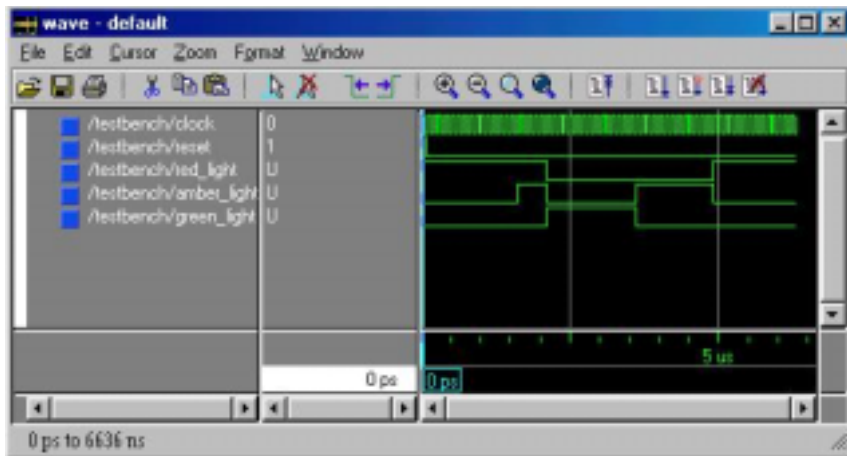 wave - default
File Edit Cursor Zoom Format Window
/testbench/clock 0
/testbench/reset 1
/testbench/red_light U
/testbench/amber_light U
/testbench/green_light U
5 us
0 ps 0 ps
0 ps to 6636 ns